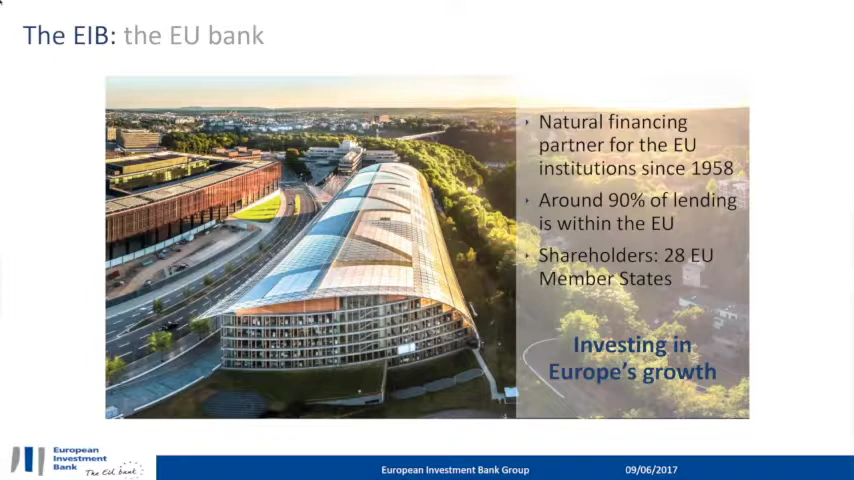 The EIB: the EU bank
Natural financing
partner for the EU
institutions since 1958
Around 90% of lending
is within the EU
Shareholders: 28 EU
Member States
Investing in
Europe's growth
European
Investment
Bank
The EU bank
European Investment Bank Group
09/06/2017